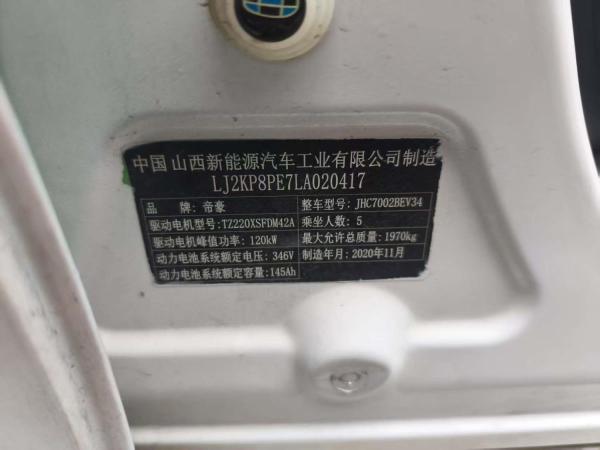 中国 山西新能源汽车工业有限公司制造
LJ2KP8PE7LA020417
品 牌: 帝豪 整车型号: JHC7002BEV34
驱动电机型号: TZ220XSFDM42A 乘坐人数: 5
驱动电机峰值功率: 120kW 最大允许总质量: 1970kg
动力电池系统额定电压: 346V 制造年月: 2020年11月
动力电池系统额定容量: 145Ah